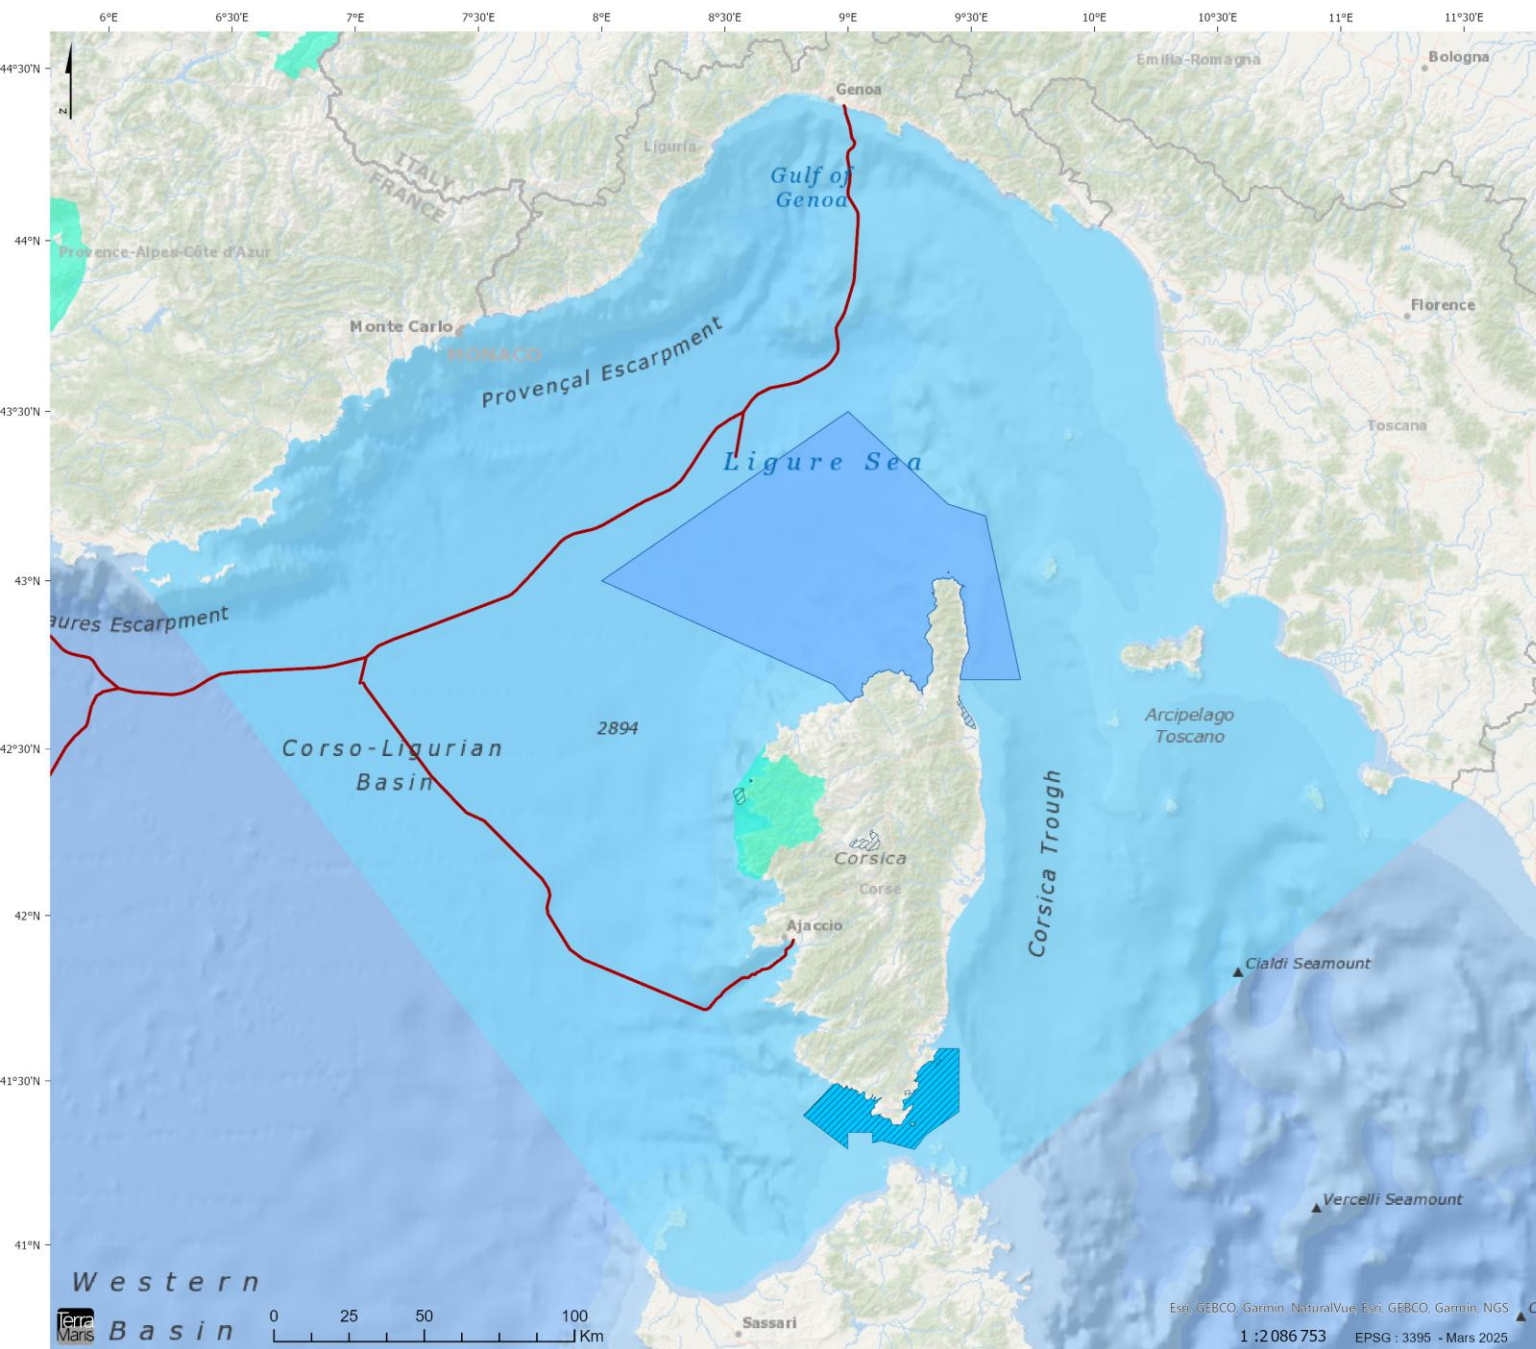 6°E 6°30'E 7°E 7°30'E 8°E 8°30'E 9°E 9°30'E 10°E 10°30'E 11°E 11°30'E
44°30'N
44°N
43°30'N
43°N
42°30'N
42°N
41°30'N
41°N
N
Emilia-Romagna
Bologna
Genoa
Liguria
ITALY
FRANCE
Gulf of
Genoa
Provence-Alpes-Côte d'Azur
Monte Carlo
MONACO
Florence
Provençal Escarpment
Toscana
Ligure Sea
aures Escarpment
Arcipelago
Toscano
2894
Corso-Ligurian
Basin
Corsica Trough
Corsica
Corse
Ajaccio
Cialdi Seamount
Vercelli Seamount
Western
Basin
Terra
Maris
0 25 50 100
Km
Sassari
Esri, GEBCO, Garmin, NaturalVue, Esri, GEBCO, Garmin, NGS
1 :2 086 753 EPSG : 3395 - Mars 2025